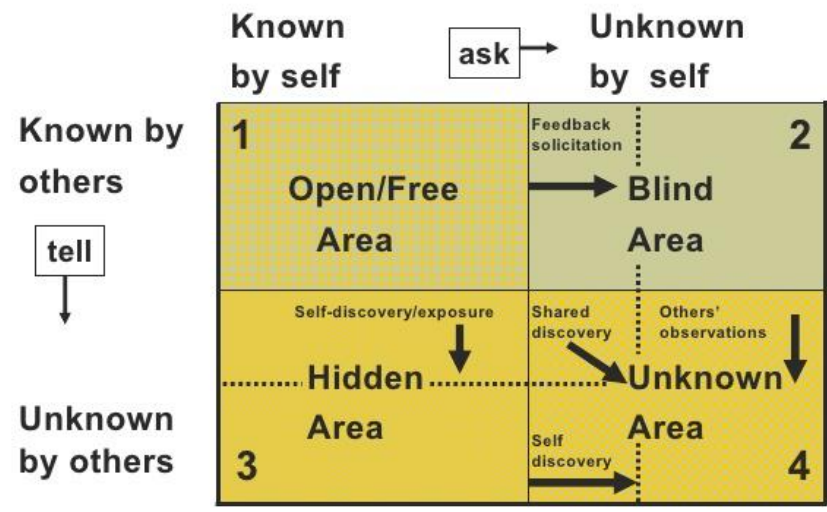 Known
by self
ask
Unknown
by self
Known by
others
tell
Unknown
by others
1
Open/Free
Area
Feedback
solicitation
2
Blind
Area
Self-discovery/exposure
Hidden
Area
3
Shared
discovery
Others'
observations
Unknown
Area
Self
discovery
4